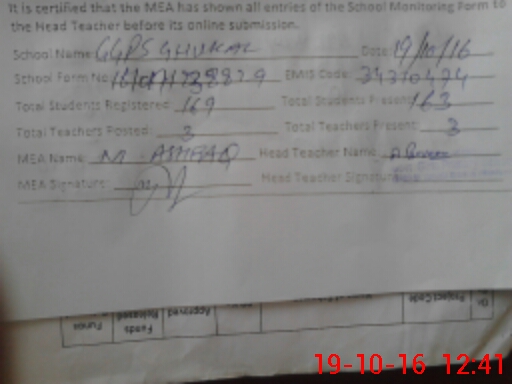 It is certified that the MEA has shown all entries of the School Monitoring Form to
the Head Teacher before its online submission.
School Name: GGPS GHUKAL Date: 19/10/16
School Form No: EMIS Code:
Total Students Registered: 169 Total Students Present: 163
Total Teachers Posted: 3 Total Teachers Present: 3
MEA Name: M ASHFAQ Head Teacher Name:
MEA Signature: Head Teacher Signature:
Project Code
Approved
Funds Released
Funds
19-10-16 12:41